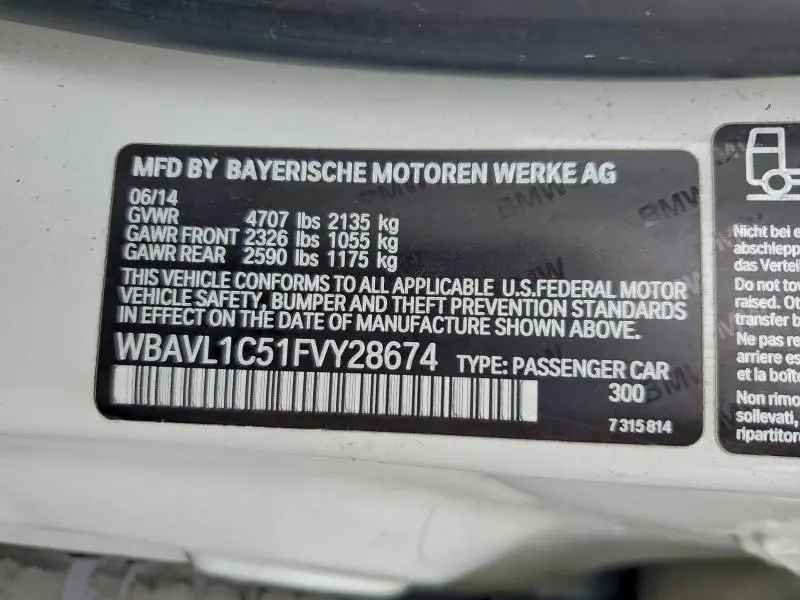 MFD BY BAYERISCHE MOTOREN WERKE AG
06/14
GVWR 4707 lbs 2135 kg
GAWR FRONT 2326 lbs 1055 kg
GAWR REAR 2590 lbs 1175 kg
THIS VEHICLE CONFORMS TO ALL APPLICABLE U.S.FEDERAL MOTOR
VEHICLE SAFETY, BUMPER AND THEFT PREVENTION STANDARDS
IN EFFECT ON THE DATE OF MANUFACTURE SHOWN ABOVE.
WBAVL1C51FVY28674 TYPE: PASSENGER CAR
300
7 315 814
BMW
BMW
BMW
Nicht bei
abschlepp
das Verteil
Do not tow
raised. Ot
transfer b
Ne pas re
arriere es
et la boît
Non rimo
sollevati,
ripartitor